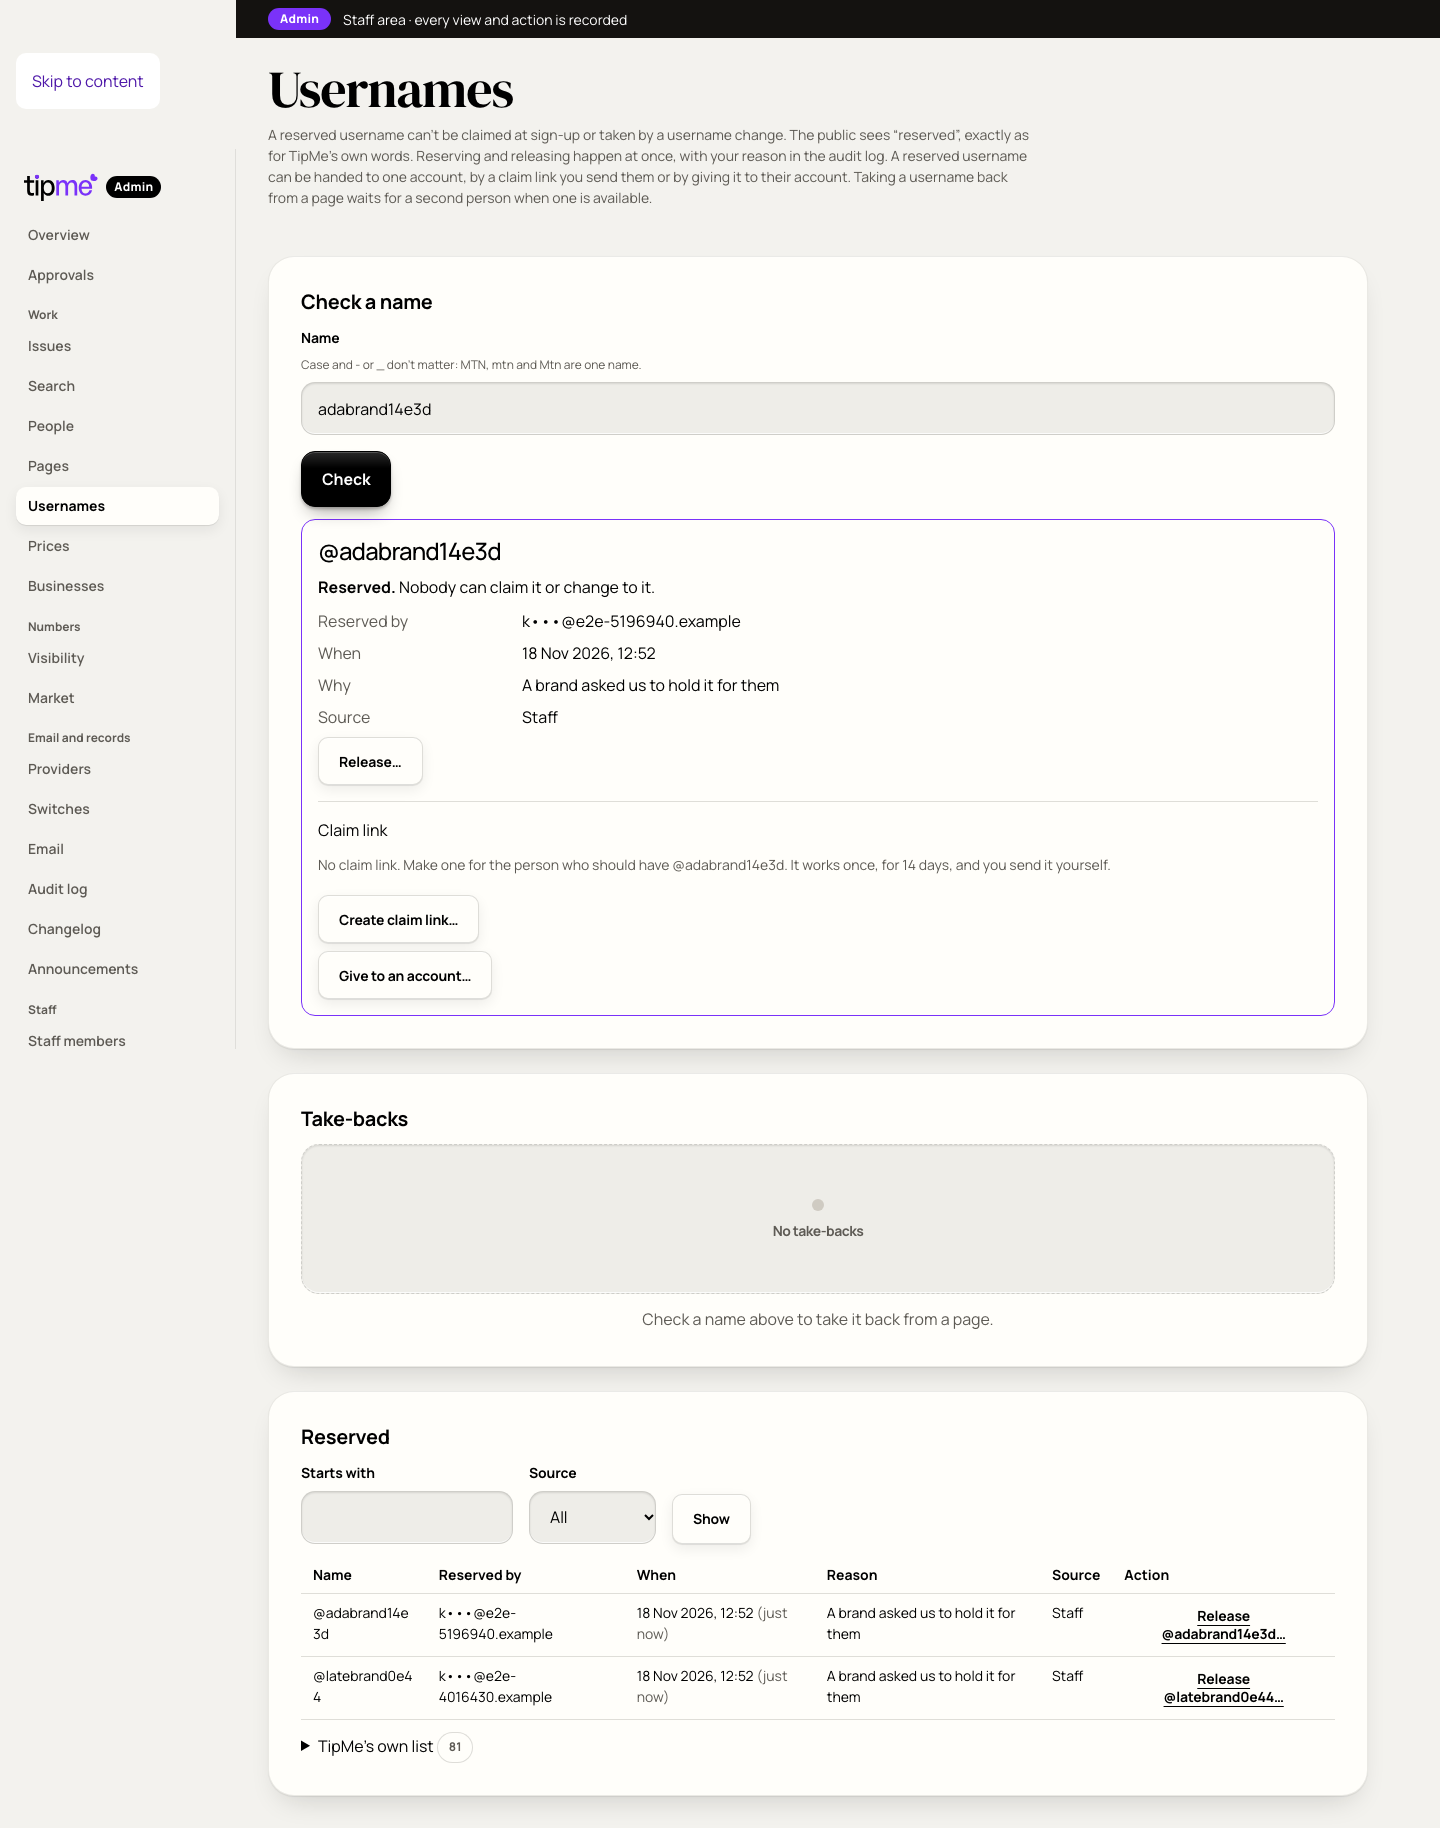 Admin
Staff area · every view and action is recorded
Skip to content
tipme
Admin
Overview
Approvals
Work
Issues
Search
People
Pages
Usernames
Prices
Businesses
Numbers
Visibility
Market
Email and records
Providers
Switches
Email
Audit log
Changelog
Announcements
Staff
Staff members
Usernames
A reserved username can’t be claimed at sign-up or taken by a username change. The public sees “reserved”, exactly as
for TipMe’s own words. Reserving and releasing happen at once, with your reason in the audit log. A reserved username
can be handed to one account, by a claim link you send them or by giving it to their account. Taking a username back
from a page waits for a second person when one is available.
Check a name
Name
Case and - or _ don’t matter: MTN, mtn and Mtn are one name.
adabrand14e3d
Check
@adabrand14e3d
Reserved. Nobody can claim it or change to it.
Reserved by k•••@e2e-5196940.example
When 18 Nov 2026, 12:52
Why A brand asked us to hold it for them
Source Staff
Release…
Claim link
No claim link. Make one for the person who should have @adabrand14e3d. It works once, for 14 days, and you send it yourself.
Create claim link…
Give to an account…
Take-backs
No take-backs
Check a name above to take it back from a page.
Reserved
Starts with Source
All
Show
Name Reserved by When Reason Source Action
@adabrand14e k•••@e2e- 18 Nov 2026, 12:52 (just A brand asked us to hold it for Staff Release
3d 5196940.example now) them @adabrand14e3d…
@latebrand0e4 k•••@e2e- 18 Nov 2026, 12:52 (just A brand asked us to hold it for Staff Release
4 4016430.example now) them @latebrand0e44…
TipMe’s own list 81